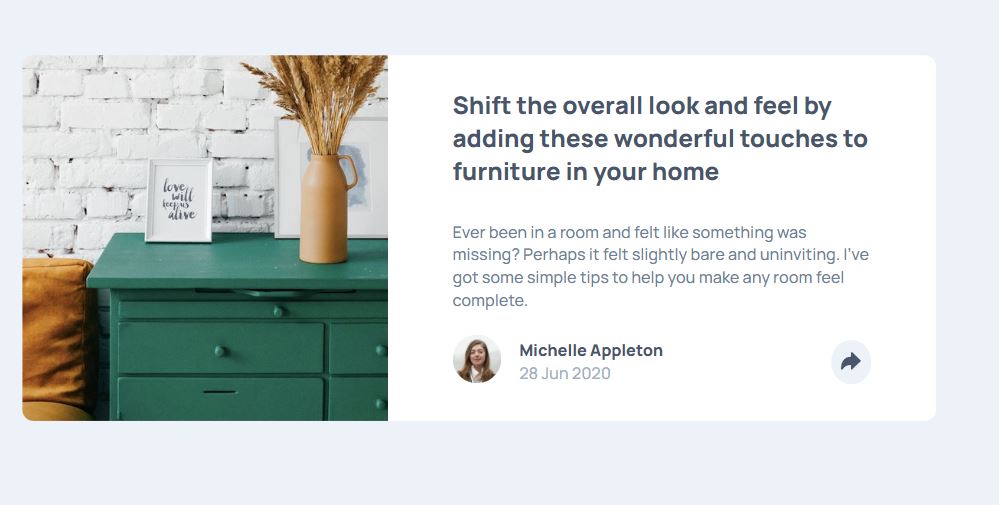 love
will
keep us
alive
Shift the overall look and feel by
adding these wonderful touches to
furniture in your home
Ever been in a room and felt like something was
missing? Perhaps it felt slightly bare and uninviting. I've
got some simple tips to help you make any room feel
complete.
Michelle Appleton
28 Jun 2020